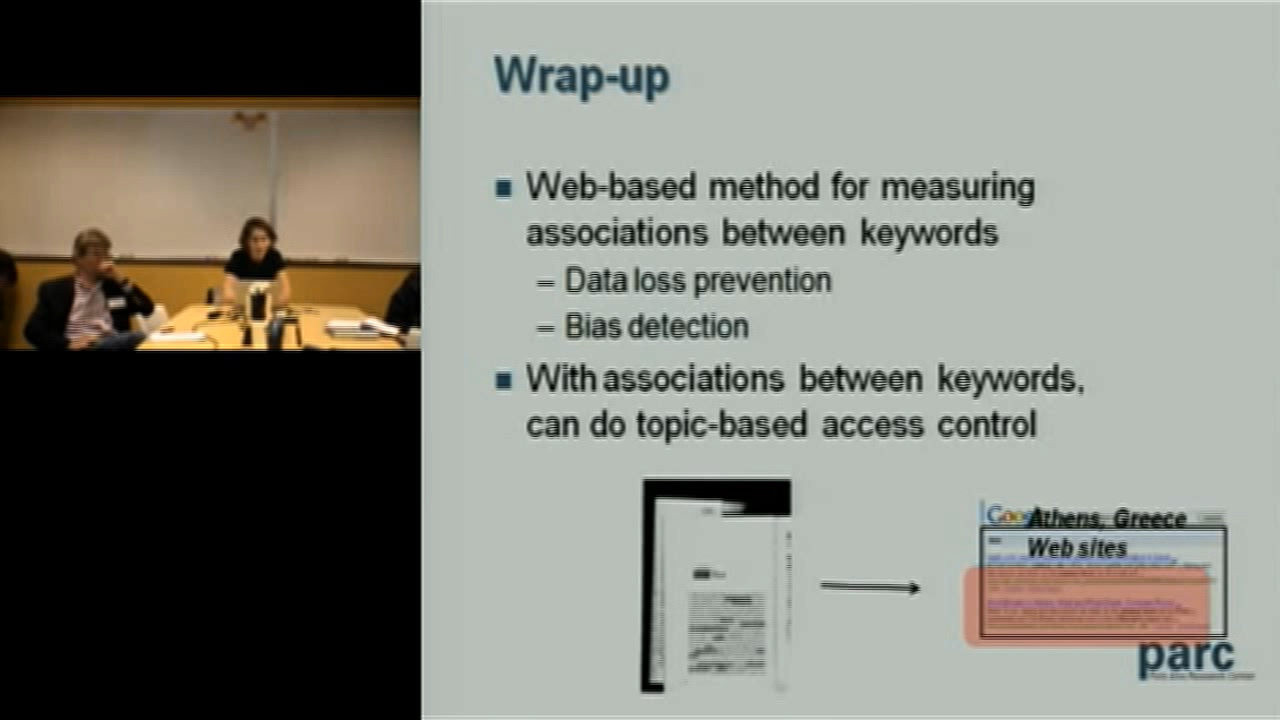 Wrap-up
Web-based method for measuring
associations between keywords
– Data loss prevention
– Bias detection
With associations between keywords,
can do topic-based access control
Athens, Greece
Web sites
parc